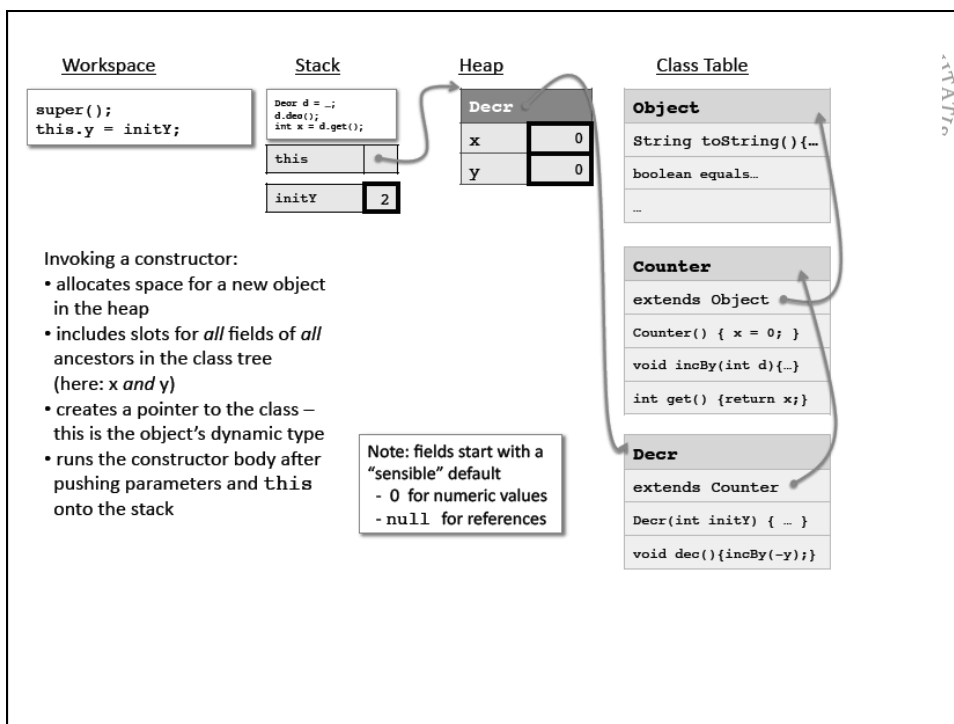 Workspace
super();
this.y = initY;
Stack
Decr d = _;
d.dec();
int x = d.get();
this
initY 2
Heap
Decr
x 0
y 0
Class Table
Object
String toString(){…
boolean equals…
…
Counter
extends Object
Counter() { x = 0; }
void incBy(int d){…}
int get() {return x;}
Decr
extends Counter
Decr(int initY) { … }
void dec(){incBy(-y);}
Invoking a constructor:
• allocates space for a new object
in the heap
• includes slots for all fields of all
ancestors in the class tree
(here: x and y)
• creates a pointer to the class –
this is the object’s dynamic type
• runs the constructor body after
pushing parameters and this
onto the stack
Note: fields start with a
“sensible” default
- 0 for numeric values
- null for references